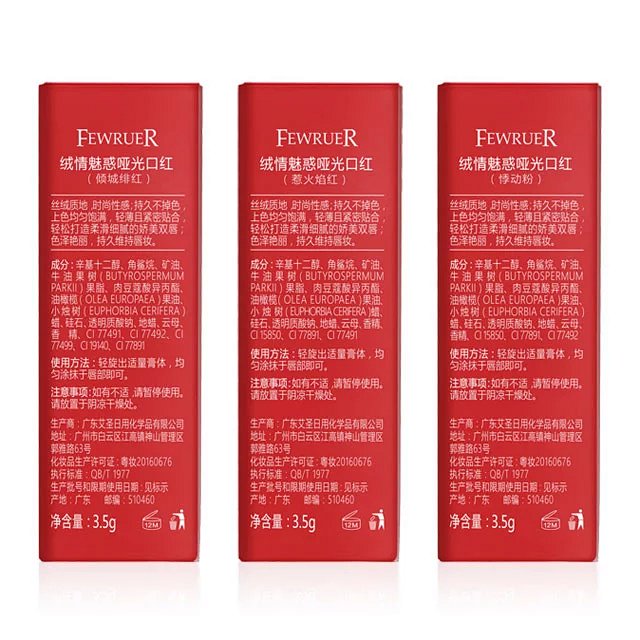 FEWRUER
绒情魅惑哑光口红
（倾城绯红）
丝绒质地，时尚性感;持久不掉色，
上色均匀饱满，轻薄且紧密贴合，
轻松打造柔滑细腻的娇美双唇；
色泽艳丽，持久维持唇妆。
成分：辛基十二醇、角鲨烷、矿油、
牛油果树(BUTYROSPERMUM
PARKII)果脂、肉豆蔻酸异丙酯、
油橄榄(OLEA EUROPAEA)果油、
小烛树(EUPHORBIA CERIFERA)
蜡、硅石、透明质酸钠、地蜡、云母、
香精、CI 77491、CI 77492、CI
77499、CI 19140、CI 77891
使用方法：轻旋出适量膏体，均
匀涂抹于唇部即可。
注意事项:如有不适，请暂停使用。
请放置于阴凉干燥处。
生产商：广东艾圣日用化学品有限公司
地址：广州市白云区江高镇神山管理区
郭雅路63号
化妆品生产许可证：粤妆20160676
执行标准：QB/T 1977
生产批号和限期使用日期：见标示
产地：广东 邮编：510460
净含量：3.5g
12M
FEWRUER
绒情魅惑哑光口红
（惹火焰红）
丝绒质地，时尚性感;持久不掉色，
上色均匀饱满，轻薄且紧密贴合，
轻松打造柔滑细腻的娇美双唇；
色泽艳丽，持久维持唇妆。
成分：辛基十二醇、角鲨烷、矿油、
牛油果树(BUTYROSPERMUM
PARKII)果脂、肉豆蔻酸异丙酯、
油橄榄(OLEA EUROPAEA)果油、
小烛树(EUPHORBIA CERIFERA)
蜡、硅石、透明质酸钠、地蜡、云母、香精、
CI 15850、CI 77891、CI 77491
使用方法：轻旋出适量膏体，均
匀涂抹于唇部即可。
注意事项:如有不适，请暂停使用。
请放置于阴凉干燥处。
生产商：广东艾圣日用化学品有限公司
地址：广州市白云区江高镇神山管理区
郭雅路63号
化妆品生产许可证：粤妆20160676
执行标准：QB/T 1977
生产批号和限期使用日期：见标示
产地：广东 邮编：510460
净含量：3.5g
12M
FEWRUER
绒情魅惑哑光口红
（悸动粉）
丝绒质地，时尚性感;持久不掉色，
上色均匀饱满，轻薄且紧密贴合，
轻松打造柔滑细腻的娇美双唇；
色泽艳丽，持久维持唇妆。
成分：辛基十二醇、角鲨烷、矿油、
牛油果树(BUTYROSPERMUM
PARKII)果脂、肉豆蔻酸异丙酯、
油橄榄(OLEA EUROPAEA)果油、
小烛树(EUPHORBIA CERIFERA)
蜡、硅石、透明质酸钠、地蜡、云母、
香精、CI 15850、CI 77891、CI 77492
使用方法：轻旋出适量膏体，均
匀涂抹于唇部即可。
注意事项:如有不适，请暂停使用。
请放置于阴凉干燥处。
生产商：广东艾圣日用化学品有限公司
地址：广州市白云区江高镇神山管理区
郭雅路63号
化妆品生产许可证：粤妆20160676
执行标准：QB/T 1977
生产批号和限期使用日期：见标示
产地：广东 邮编：510460
净含量：3.5g
12M